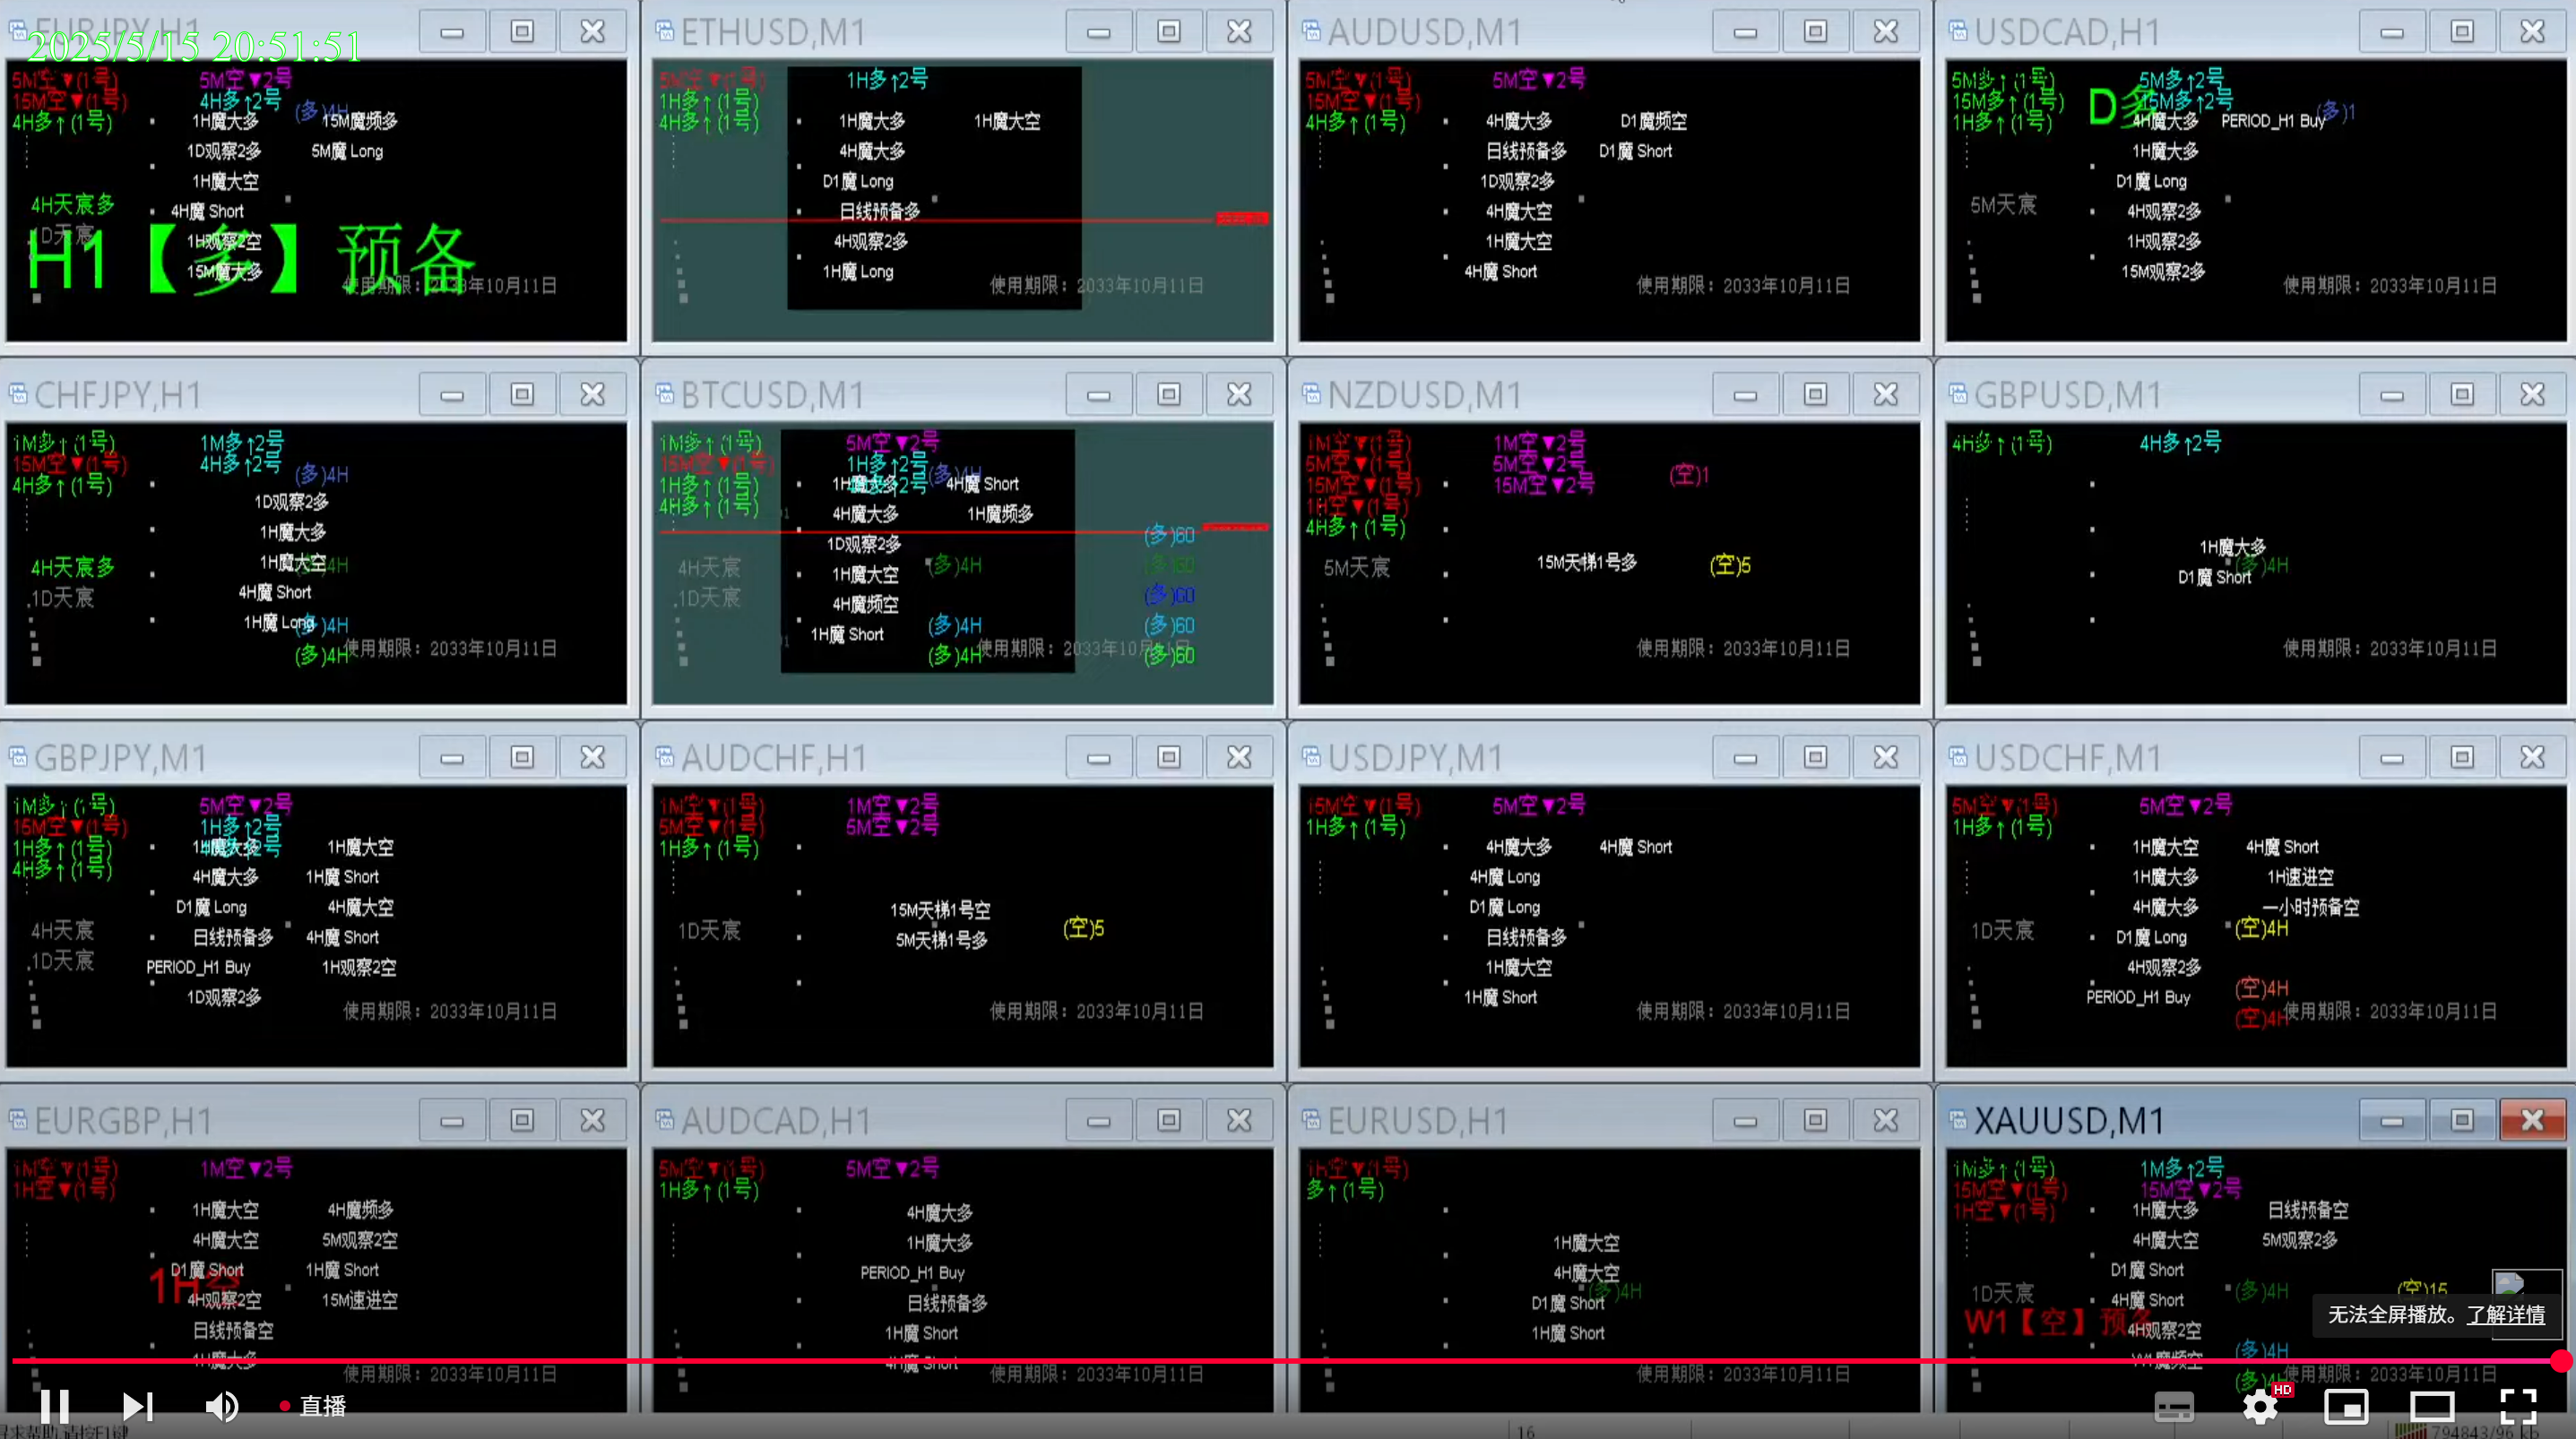 EURJPY,H1
2025/5/15 20:51:51
5M空▼(1号) 5M空▼2号
15M空▼(1号) 4H多↑2号 (多)4H
4H多↑(1号) 1H魔大多 15M魔频多
1D观察2多 5M魔 Long
1H魔大空
4H天宸多 4H魔 Short
1D天宸 1H观察2空
H1【多】预备
15M魔大多
使用期限：2033年10月11日
ETHUSD,M1
5M空▼(1号) 1H多↑2号
1H多↑(1号)
4H多↑(1号) 1H魔大多 1H魔大空
4H魔大多
D1魔 Long
日线预备多
4H观察2多
1H魔 Long
使用期限：2033年10月11日
AUDUSD,M1
5M空▼(1号) 5M空▼2号
15M空▼(1号)
4H多↑(1号) 4H魔大多 D1魔频空
日线预备多 D1魔 Short
1D观察2多
4H魔大空
1H魔大空
4H魔 Short
使用期限：2033年10月11日
USDCAD,H1
5M多↑(1号) 5M多↑2号
15M多↑(1号) D多 15M多↑2号 (多)1
1H多↑(1号) 4H魔大多 PERIOD_H1 Buy
1H魔大多
D1魔 Long
5M天宸 4H观察2多
1H观察2多
15M观察2多
使用期限：2033年10月11日
CHFJPY,H1
1M多↑(1号) 1M多↑2号
15M空▼(1号) 4H多↑2号 (多)4H
4H多↑(1号)
1D观察2多
1H魔大多
4H天宸多 1H魔大空 (多)4H
1D天宸 4H魔 Short
1H魔 Long (多)4H
(多)4H 使用期限：2033年10月11日
BTCUSD,M1
1M多↑(1号) 5M空▼2号
15M空▼(1号) 1H多↑2号 (多)4H
1H多↑(1号) 1H魔大多 4H多↑2号 4H魔 Short
4H多↑(1号) 4H魔大多 1H魔频多
(多)60
1D观察2多
4H天宸 1H魔大空 (多)4H (多)60
1D天宸 4H魔频空 (多)60
1H魔 Short (多)4H (多)60
(多)4H 使用期限：2033年10月11日 (多)60
NZDUSD,M1
1M空▼(1号) 1M空▼2号
5M空▼(1号) 5M空▼2号 (空)1
15M空▼(1号) 15M空▼2号
1H空▼(1号)
4H多↑(1号)
5M天宸 15M天梯1号多 (空)5
使用期限：2033年10月11日
GBPUSD,M1
4H多↑(1号) 4H多↑2号
1H魔大多
(多)4H
D1魔 Short
使用期限：2033年10月11日
GBPJPY,M1
1M多↑(1号) 5M空▼2号
15M空▼(1号) 1H多↑2号
1H多↑(1号) 1H魔大多 1H魔大空
4H多↑(1号) 4H魔大多 1H魔 Short
D1魔 Long 4H魔大空
4H天宸 日线预备多 4H魔 Short
1D天宸 PERIOD_H1 Buy 1H观察2空
1D观察2多
使用期限：2033年10月11日
AUDCHF,H1
1M空▼(1号) 1M空▼2号
5M空▼(1号) 5M空▼2号
1H多↑(1号)
15M天梯1号空
1D天宸 5M天梯1号多 (空)5
使用期限：2033年10月11日
USDJPY,M1
15M空▼(1号) 5M空▼2号
1H多↑(1号)
4H魔大多 4H魔 Short
4H魔 Long
D1魔 Long
日线预备多
1H魔大空
1H魔 Short
使用期限：2033年10月11日
USDCHF,M1
5M空▼(1号) 5M空▼2号
1H多↑(1号)
1H魔大空 4H魔 Short
1H魔大多 1H速进空
4H魔大多 一小时预备空
1D天宸 D1魔 Long (空)4H
4H观察2多
(空)4H
PERIOD_H1 Buy
(空)4H 使用期限：2033年10月11日
EURGBP,H1
1M空▼(1号) 1M空▼2号
1H空▼(1号)
1H魔大空 4H魔频多
4H魔大空 5M观察2空
D1魔 Short 1H魔 Short
1H空
4H观察2空 15M速进空
日线预备空
1H魔大多
使用期限：2033年10月11日
AUDCAD,H1
5M空▼(1号) 5M空▼2号
1H多↑(1号)
4H魔大多
1H魔大多
PERIOD_H1 Buy
日线预备多
1H魔 Short
4H魔 Short
使用期限：2033年10月11日
EURUSD,H1
1H空▼(1号)
多↑(1号)
1H魔大空
4H魔大空
(多)4H
D1魔 Short
1H魔 Short
使用期限：2033年10月11日
XAUUSD,M1
1M多↑(1号) 1M多↑2号
15M空▼(1号) 15M空▼2号
1H空▼(1号) 1H魔大多 日线预备空
4H魔大空 5M观察2多
D1魔 Short
1D天宸 4H魔 Short (多)4H (空)15
W1【空】预备
4H观察2空
(多)4H
W1魔频空
使用期限：2033年10月11日
无法全屏播放。了解详情
直播
HD
16
794843/96 kb